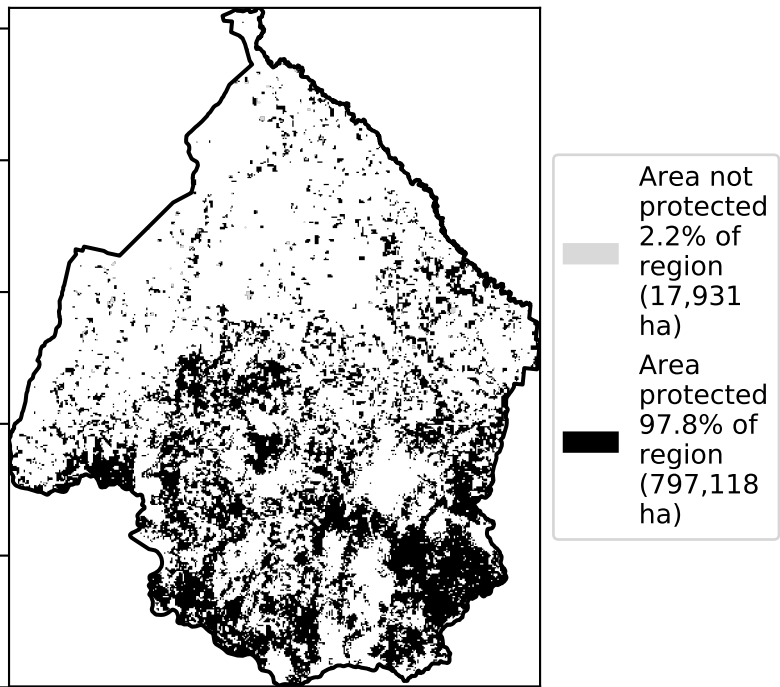 Area not
protected
2.2% of
region
(17,931
ha)
Area
protected
97.8% of
region
(797,118
ha)